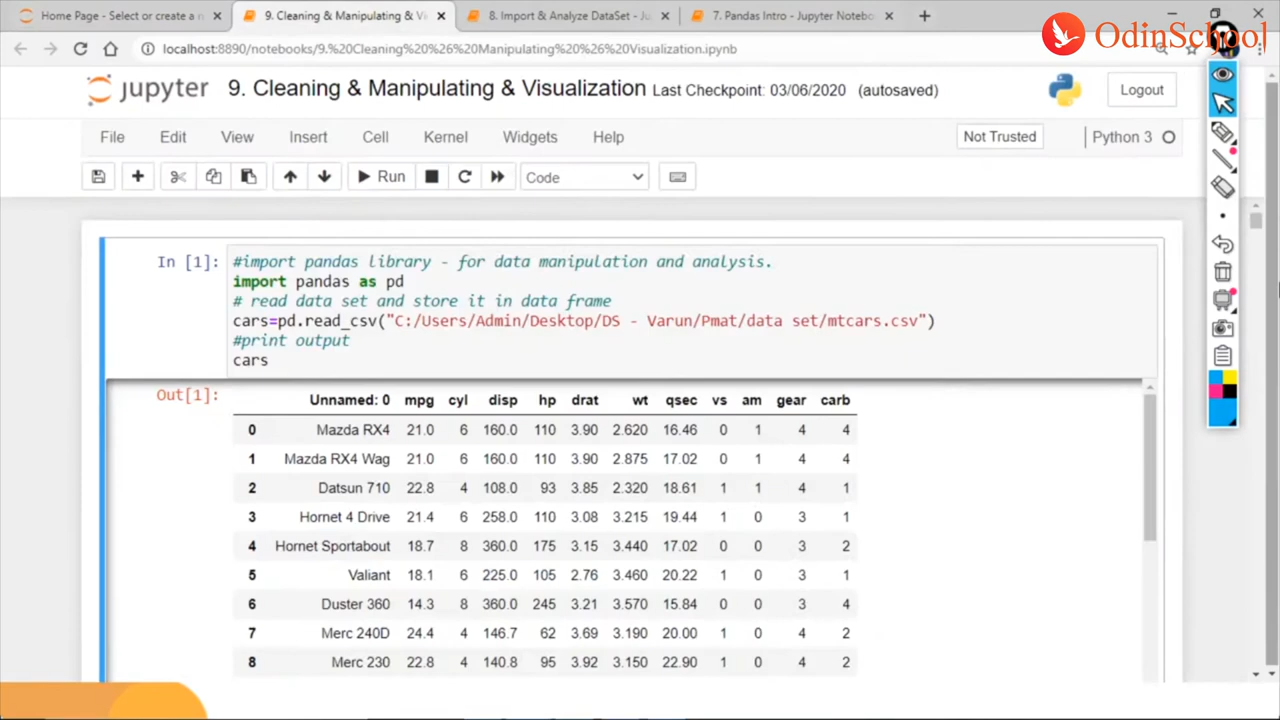 Home Page - Select or create a n
9. Cleaning & Manipulating & Vi
8. Import & Analyze DataSet - Ju
7. Pandas Intro - Jupyter Notebo
localhost:8890/notebooks/9.%20Cleaning%20%26%20Manipulating%20%26%20Visualization.ipynb
OdinSchool
jupyter 9. Cleaning & Manipulating & Visualization Last Checkpoint: 03/06/2020 (autosaved)
Logout
File Edit View Insert Cell Kernel Widgets Help
Not Trusted
Python 3
Run
Code
In [1]:
#import pandas library - for data manipulation and analysis.
import pandas as pd
# read data set and store it in data frame
cars=pd.read_csv("C:/Users/Admin/Desktop/DS - Varun/Pmat/data set/mtcars.csv")
#print output
cars
Out[1]:
Unnamed: 0 mpg cyl disp hp drat wt qsec vs am gear carb
0 Mazda RX4 21.0 6 160.0 110 3.90 2.620 16.46 0 1 4 4
1 Mazda RX4 Wag 21.0 6 160.0 110 3.90 2.875 17.02 0 1 4 4
2 Datsun 710 22.8 4 108.0 93 3.85 2.320 18.61 1 1 4 1
3 Hornet 4 Drive 21.4 6 258.0 110 3.08 3.215 19.44 1 0 3 1
4 Hornet Sportabout 18.7 8 360.0 175 3.15 3.440 17.02 0 0 3 2
5 Valiant 18.1 6 225.0 105 2.76 3.460 20.22 1 0 3 1
6 Duster 360 14.3 8 360.0 245 3.21 3.570 15.84 0 0 3 4
7 Merc 240D 24.4 4 146.7 62 3.69 3.190 20.00 1 0 4 2
8 Merc 230 22.8 4 140.8 95 3.92 3.150 22.90 1 0 4 2